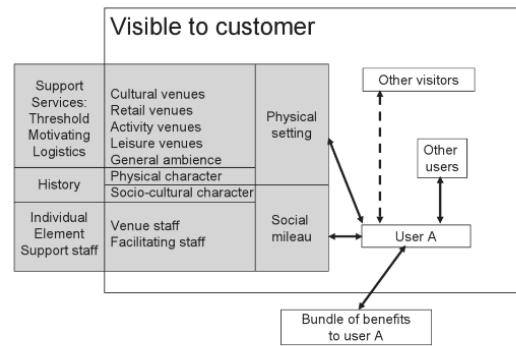 Visible to customer
Support
Services:
Threshold
Motivating
Logistics
Cultural venues
Retail venues
Activity venues
Leisure venues
General ambience
Physical
setting
Other visitors
Other
users
History
Physical character
Socio-cultural character
Individual
Element
Support staff
Venue staff
Facilitating staff
Social
mileau
User A
Bundle of benefits
to user A